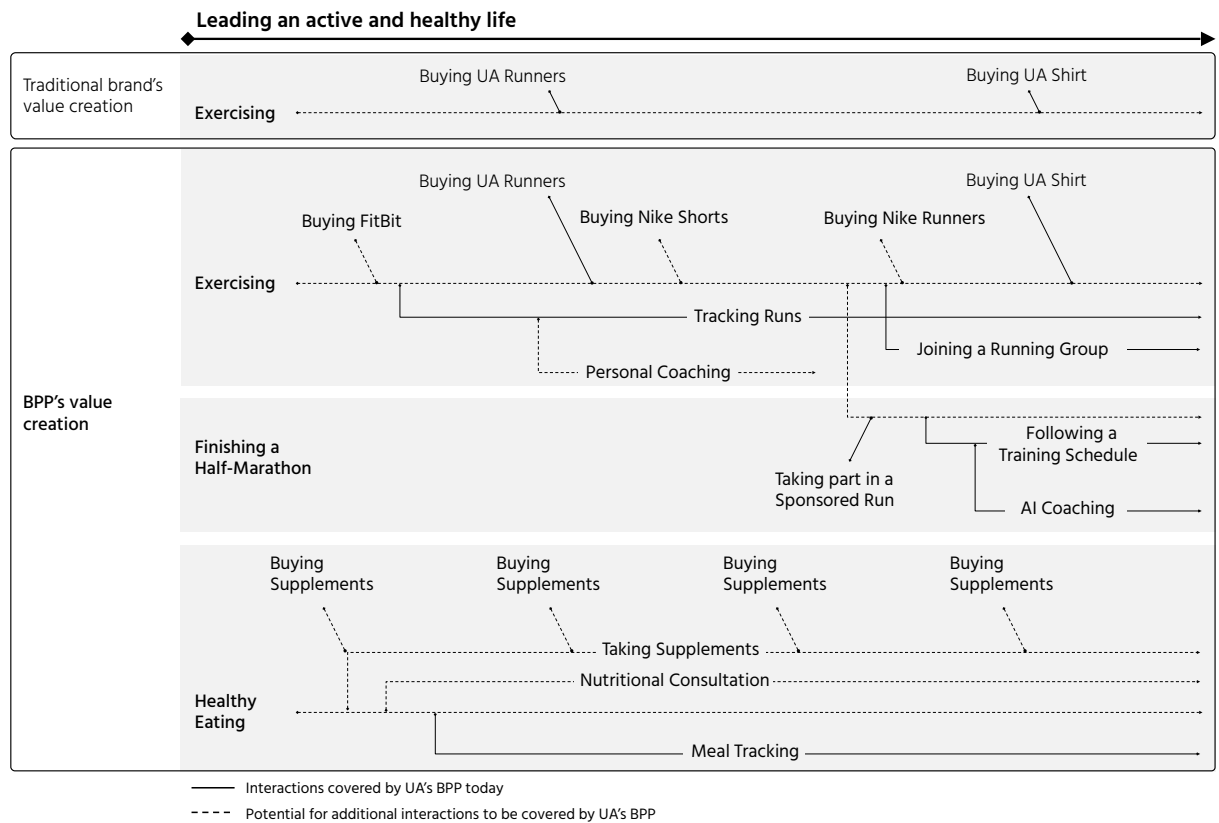 Leading an active and healthy life
Traditional brand's
value creation
Buying UA Runners
Buying UA Shirt
Exercising
BPP's value
creation
Buying UA Runners
Buying UA Shirt
Buying FitBit
Buying Nike Shorts
Buying Nike Runners
Exercising
Tracking Runs
Joining a Running Group
Personal Coaching
Finishing a
Half-Marathon
Following a
Training Schedule
Taking part in a
Sponsored Run
AI Coaching
Buying
Supplements
Buying
Supplements
Buying
Supplements
Buying
Supplements
Taking Supplements
Nutritional Consultation
Healthy
Eating
Meal Tracking
Interactions covered by UA's BPP today
Potential for additional interactions to be covered by UA's BPP